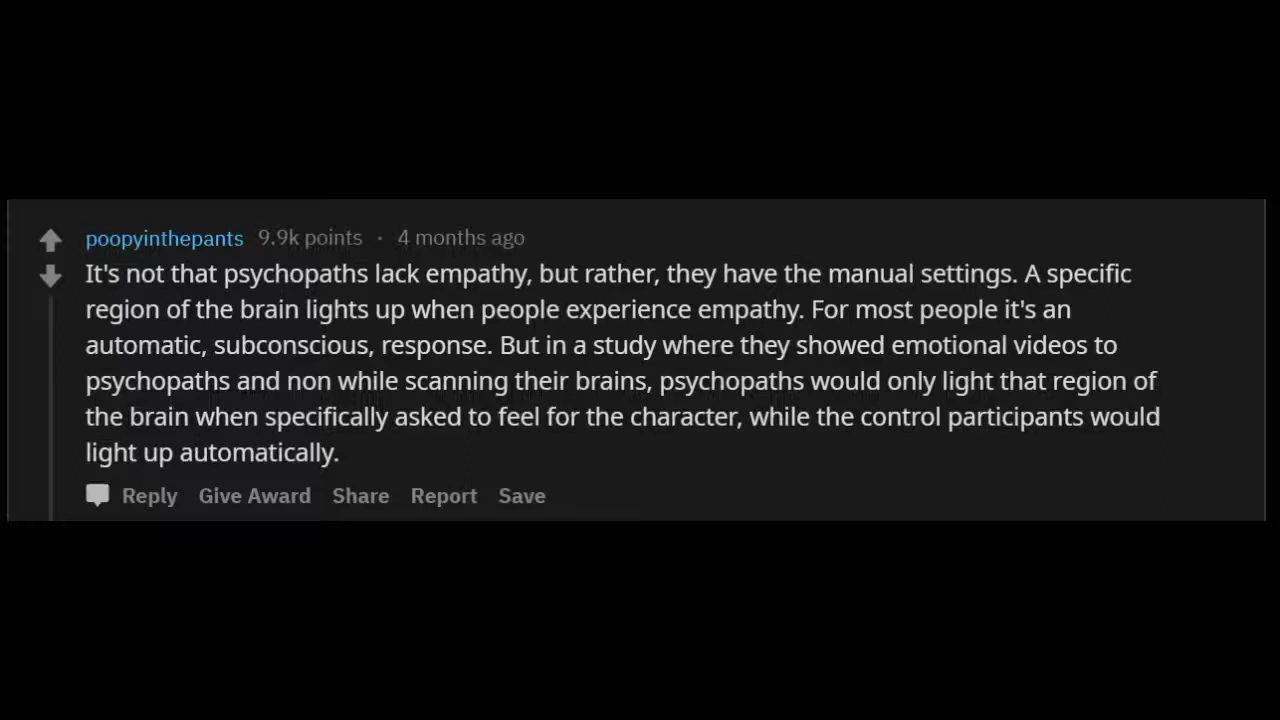 poopyinthepants 9.9k points · 4 months ago
It's not that psychopaths lack empathy, but rather, they have the manual settings. A specific
region of the brain lights up when people experience empathy. For most people it's an
automatic, subconscious, response. But in a study where they showed emotional videos to
psychopaths and non while scanning their brains, psychopaths would only light that region of
the brain when specifically asked to feel for the character, while the control participants would
light up automatically.
Reply Give Award Share Report Save